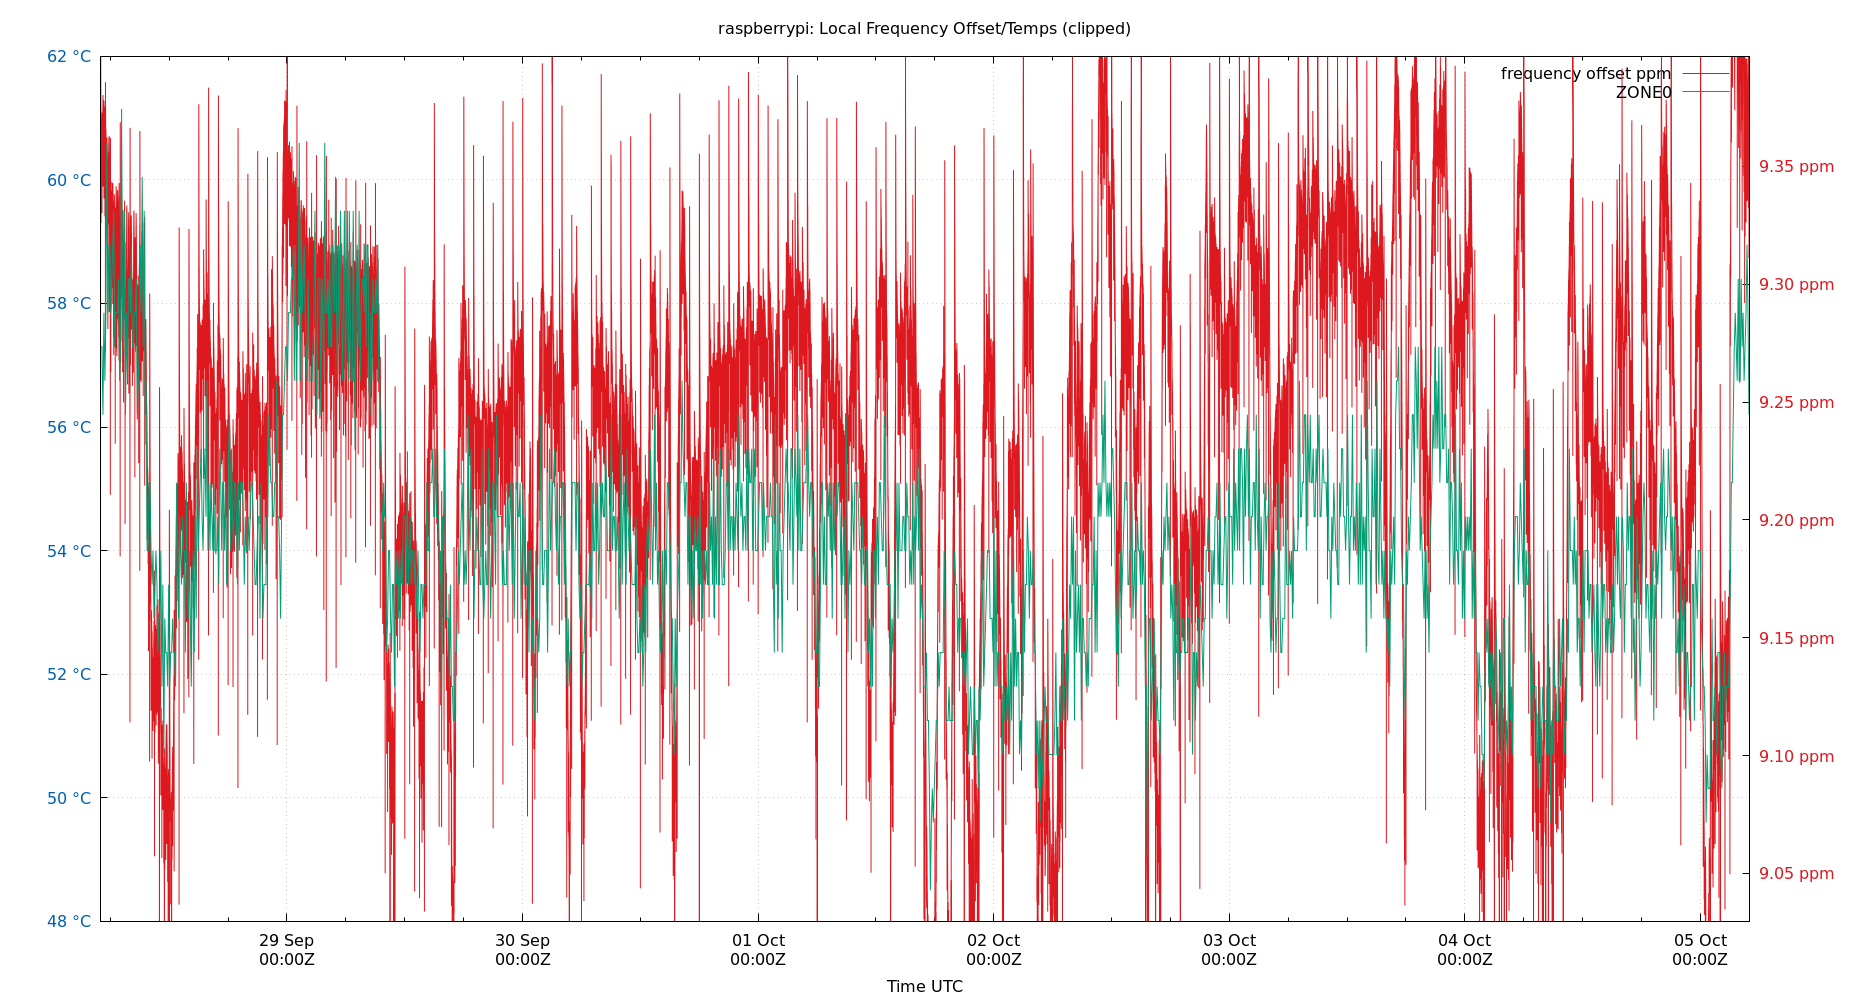 raspberrypi: Local Frequency Offset/Temps (clipped)
62 °C
60 °C
58 °C
56 °C
54 °C
52 °C
50 °C
48 °C
frequency offset ppm
ZONE0
9.35 ppm
9.30 ppm
9.25 ppm
9.20 ppm
9.15 ppm
9.10 ppm
9.05 ppm
29 Sep
00:00Z
30 Sep
00:00Z
01 Oct
00:00Z
02 Oct
00:00Z
03 Oct
00:00Z
04 Oct
00:00Z
05 Oct
00:00Z
Time UTC